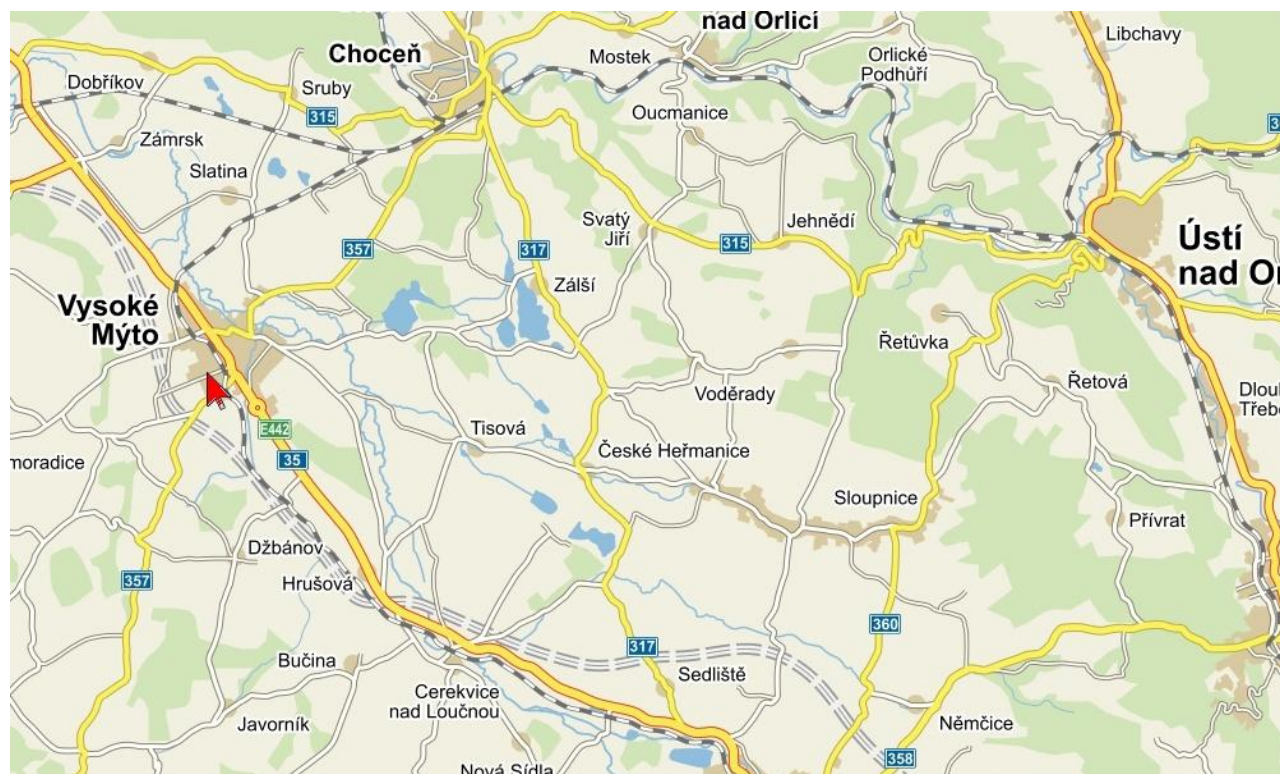 nad Orlicí
Choceň
Mostek
Orlické
Podhůří
Libchavy
Dobříkov
Sruby
315
Oucmanice
Zámrsk
Slatina
Svatý
Jiří
Jehnědí
357
317
315
Ústí
nad Or
Zálší
Vysoké
Mýto
Řetůvka
Řetová
Voděrady
Dlou
Třebo
E442
Tisová
České Heřmanice
35
moradice
Sloupnice
Přívrat
Džbánov
Hrušová
357
360
317
Bučina
Sedliště
Cerekvice
nad Loučnou
Javorník
Němčice
358
Nová Sídla